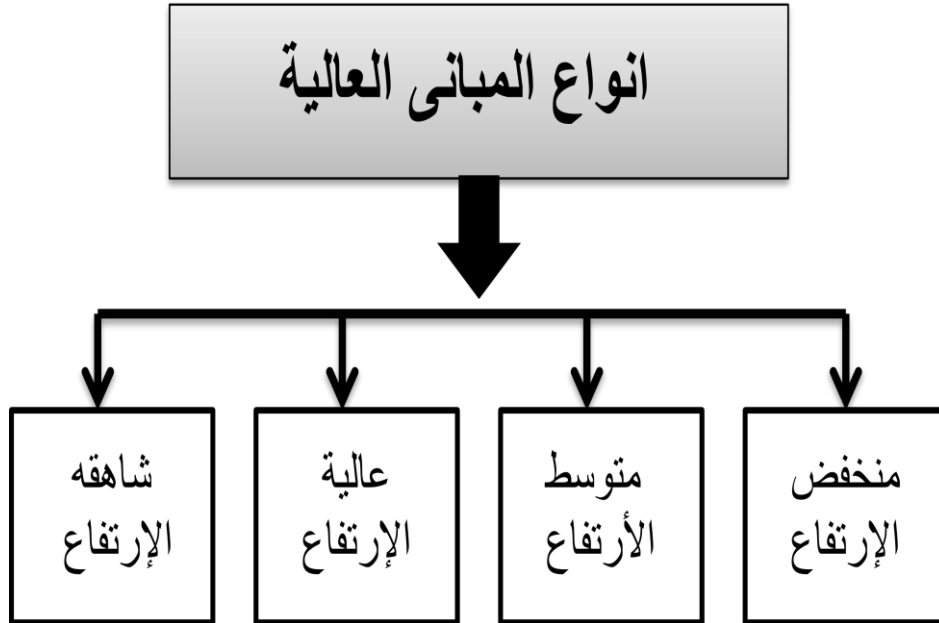 انواع المبانى العالية
منخفض
الإرتفاع
متوسط
الأرتفاع
عالية
الإرتفاع
شاهقه
الإرتفاع